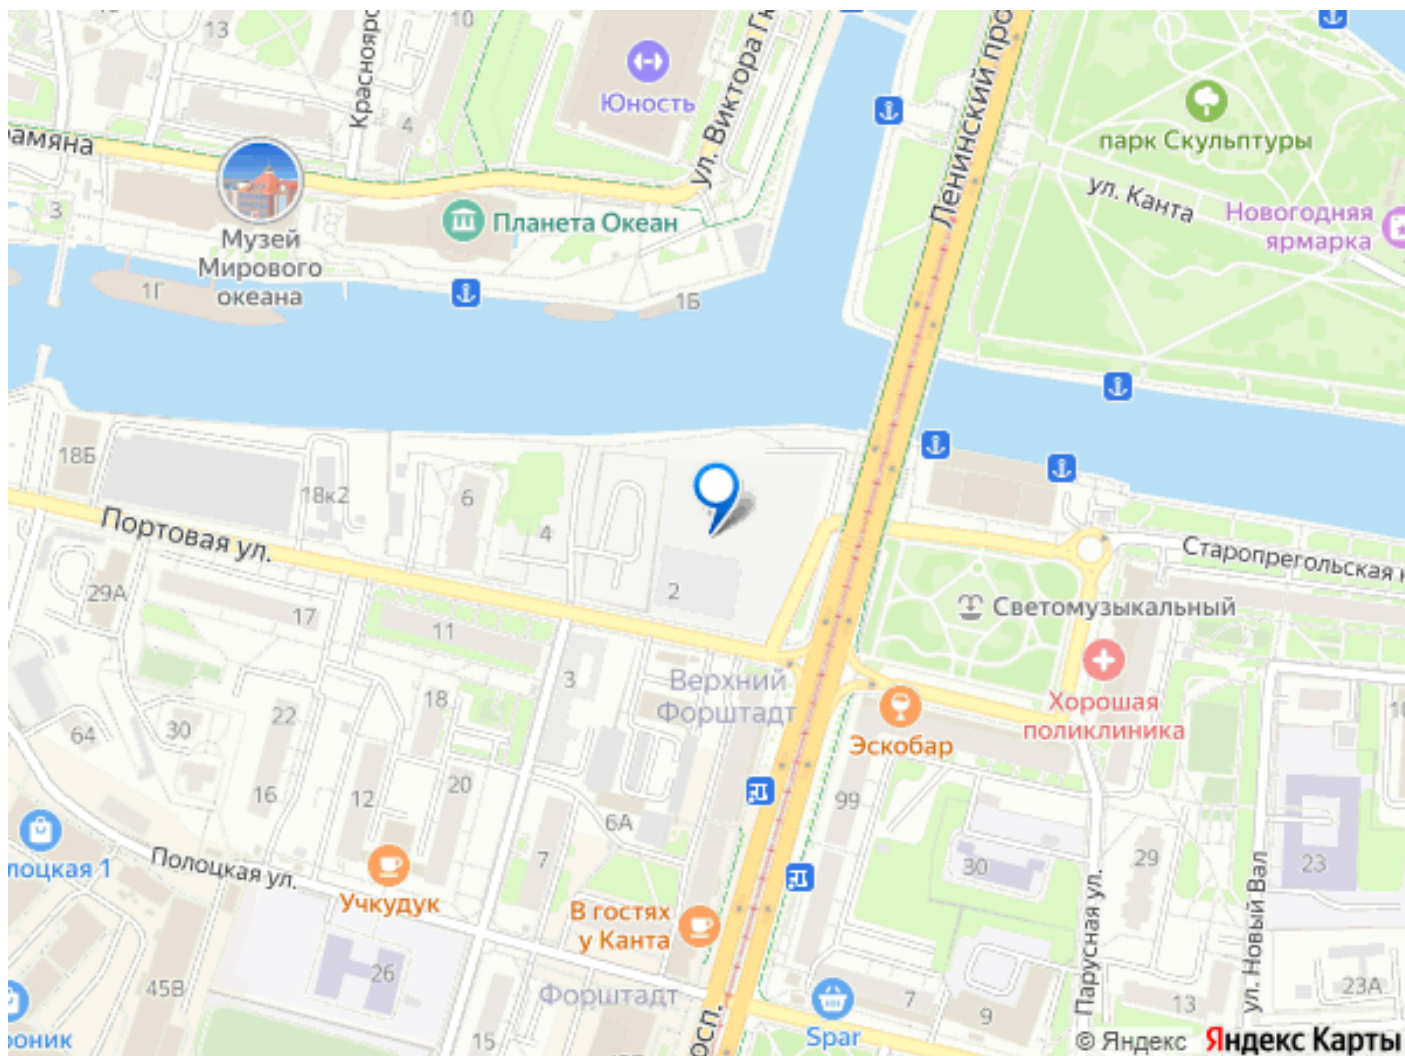 13
10
Краснояро
4
Юность
ул. Виктора Г
Ленинский про
парк Скульптуры
ул. Канта
Новогодняя
ярмарка
амяна
3
Музей
Мирового
океана
Планета Океан
1Г
1Б
18Б
18к2
6
4
2
Портовая ул.
Старопрегольская н
29А
17
11
Светомузыкальный
Верхний
Форштадт
3
18
22
30
64
Хорошая
поликлиника
Эскобар
16
12
20
6А
99
7
лоцкая 1
Полоцкая ул.
Учкудук
В гостях
у Канта
30
29
23
10
Парусная ул.
ул. Новый Вал
26
45В
Форштадт
осп.
15
7
9
13
23А
Spar
роник
© Яндекс Яндекс Карты